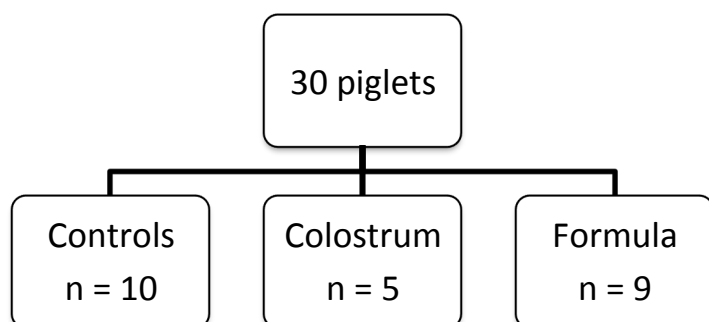 30 piglets
Controls
n = 10
Colostrum
n = 5
Formula
n = 9